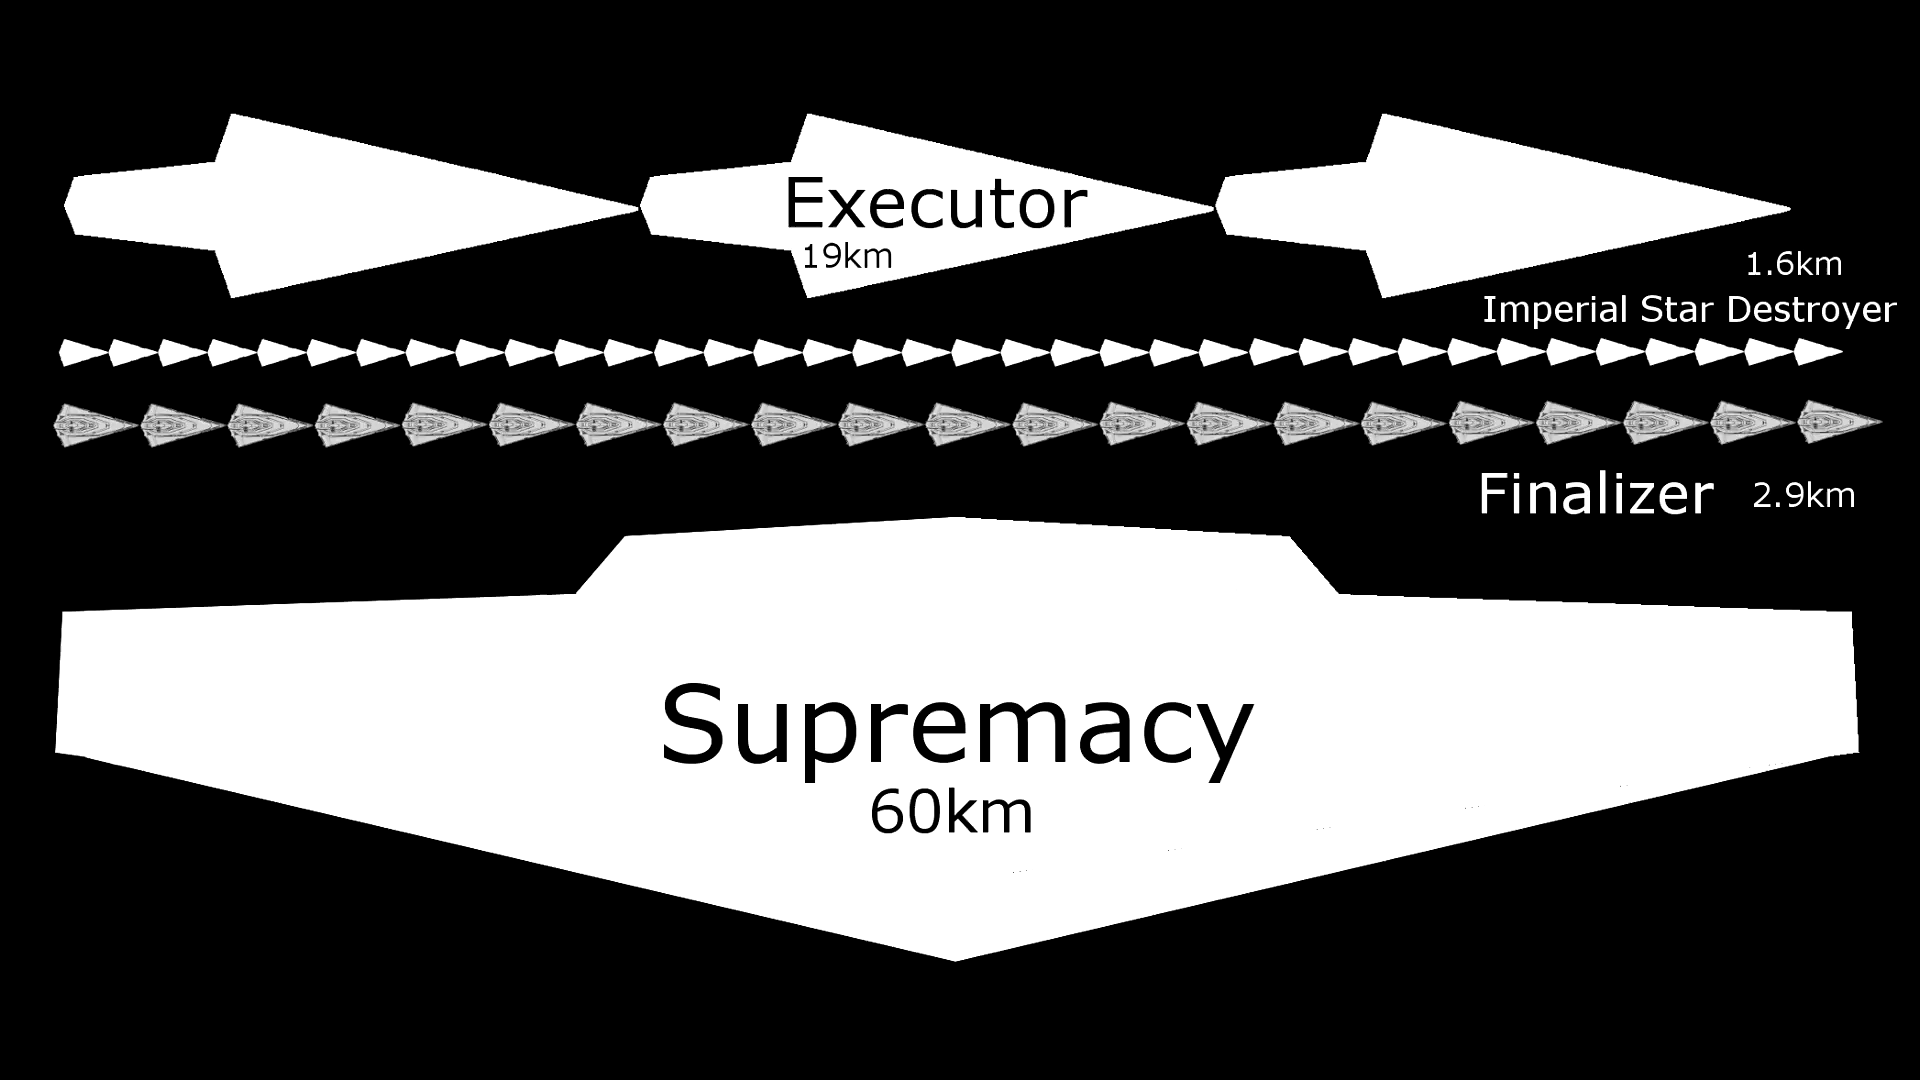 Executor
19km
1.6km
Imperial Star Destroyer
Finalizer 2.9km
Supremacy
60km